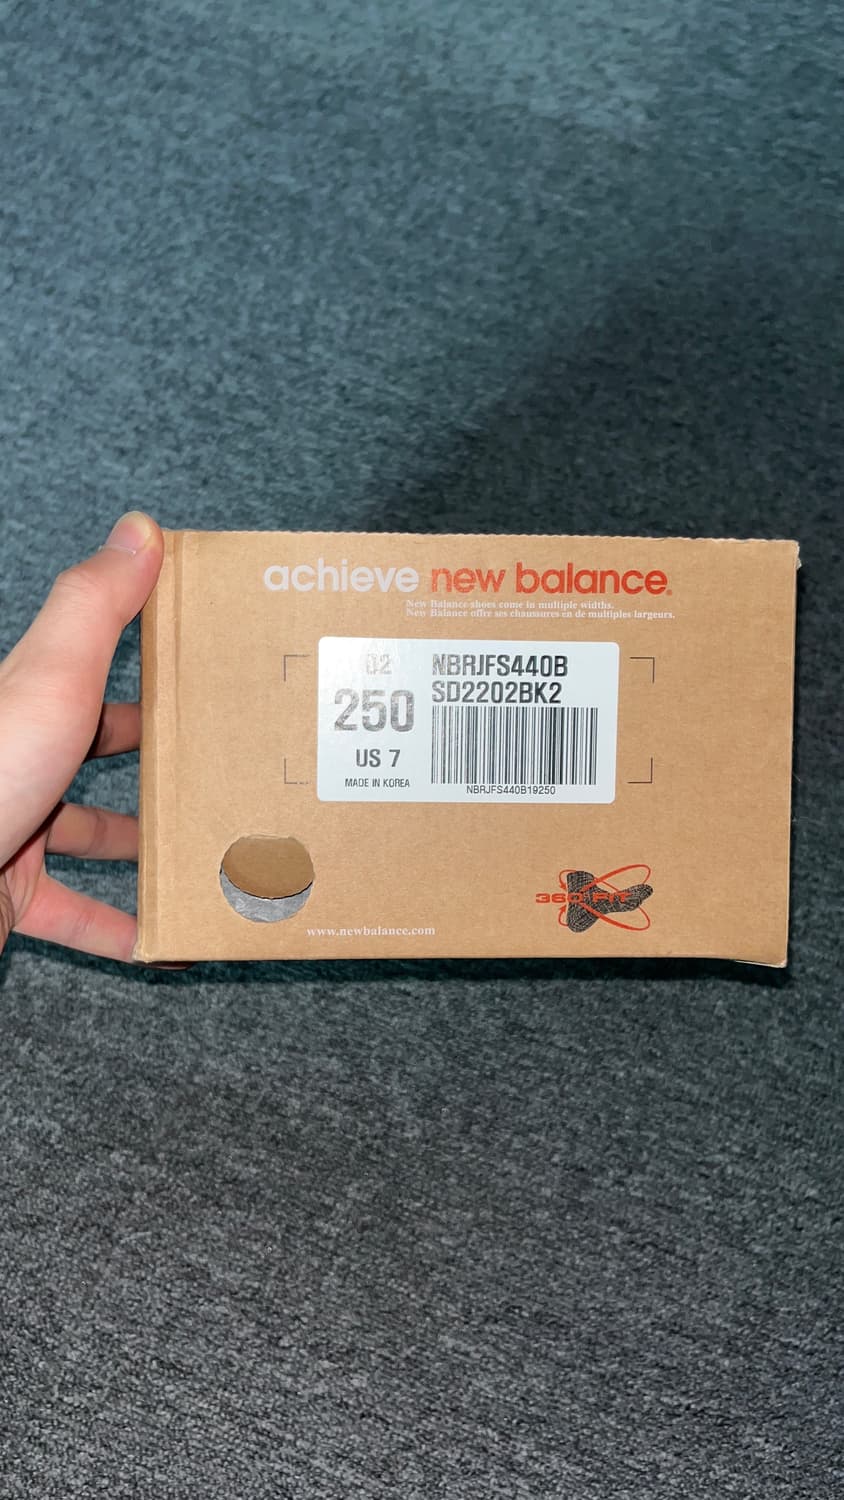 achieve new balance.
New Balance shoes come in multiple widths.
New Balance offre ses chaussures en de multiples largeurs.
02
250
US 7
MADE IN KOREA
NBRJFS440B
SD2202BK2
NBRJFS440B19250
360° FIT
www.newbalance.com